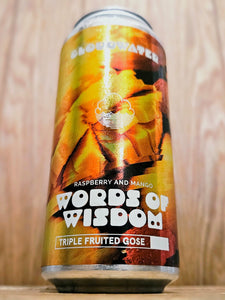 CLOUDWATER
RASPBERRY AND MANGO
WORDS OF
WISDOM
TRIPLE FRUITED GOSE